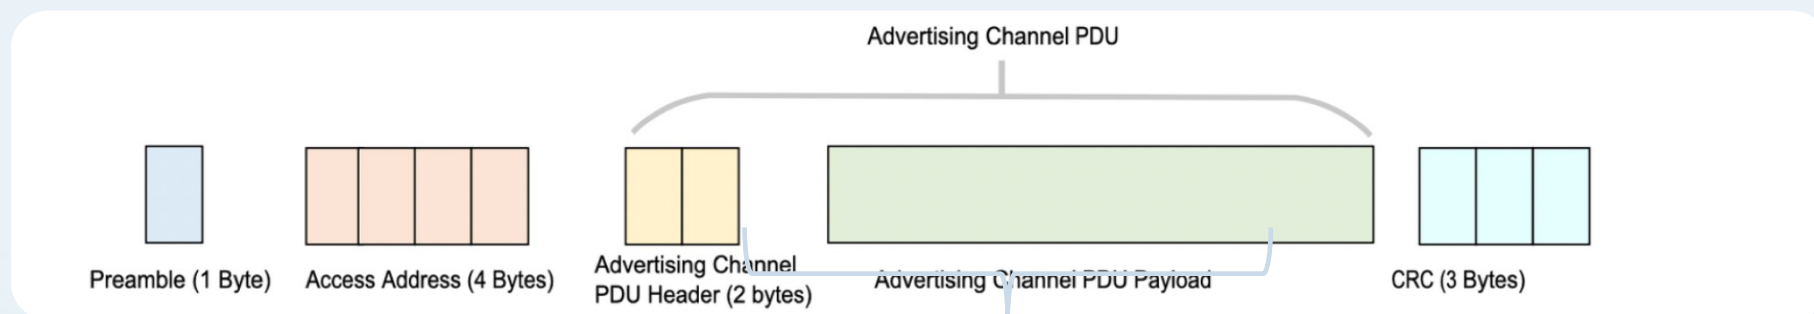 Advertising Channel PDU
Preamble (1 Byte)
Access Address (4 Bytes)
Advertising Channel
PDU Header (2 bytes)
Advertising Channel PDU Payload
CRC (3 Bytes)